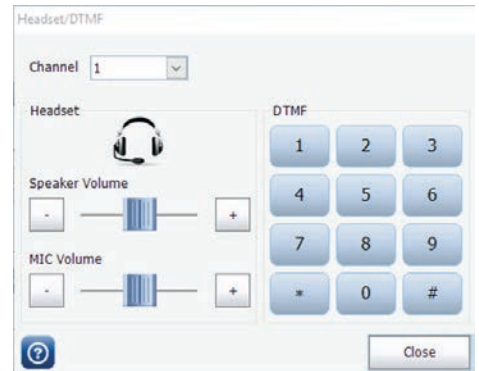 Headset/DTMF
Channel 1
Headset
Speaker Volume
- +
MIC Volume
- +
DTMF
1 2 3
4 5 6
7 8 9
* 0 #
?
Close